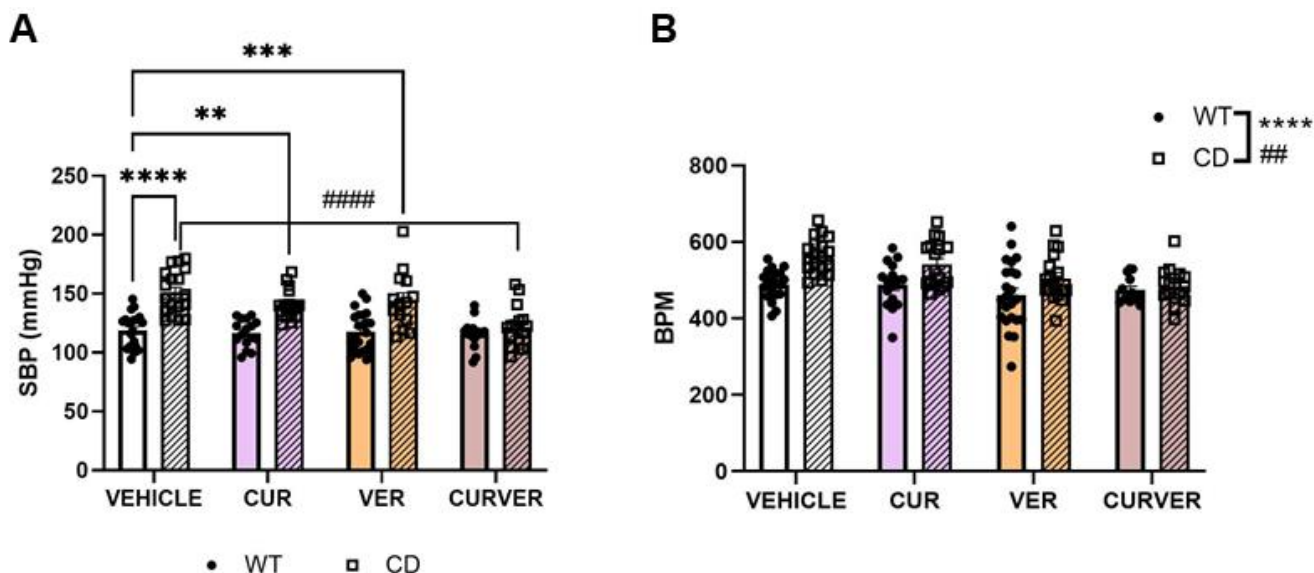 A
B
***
**
****
####
SBP (mmHg)
250
200
150
100
50
0
VEHICLE CUR VER CURVER
● WT □ CD
● WT
□ CD
****
##
BPM
800
600
400
200
0
VEHICLE CUR VER CURVER